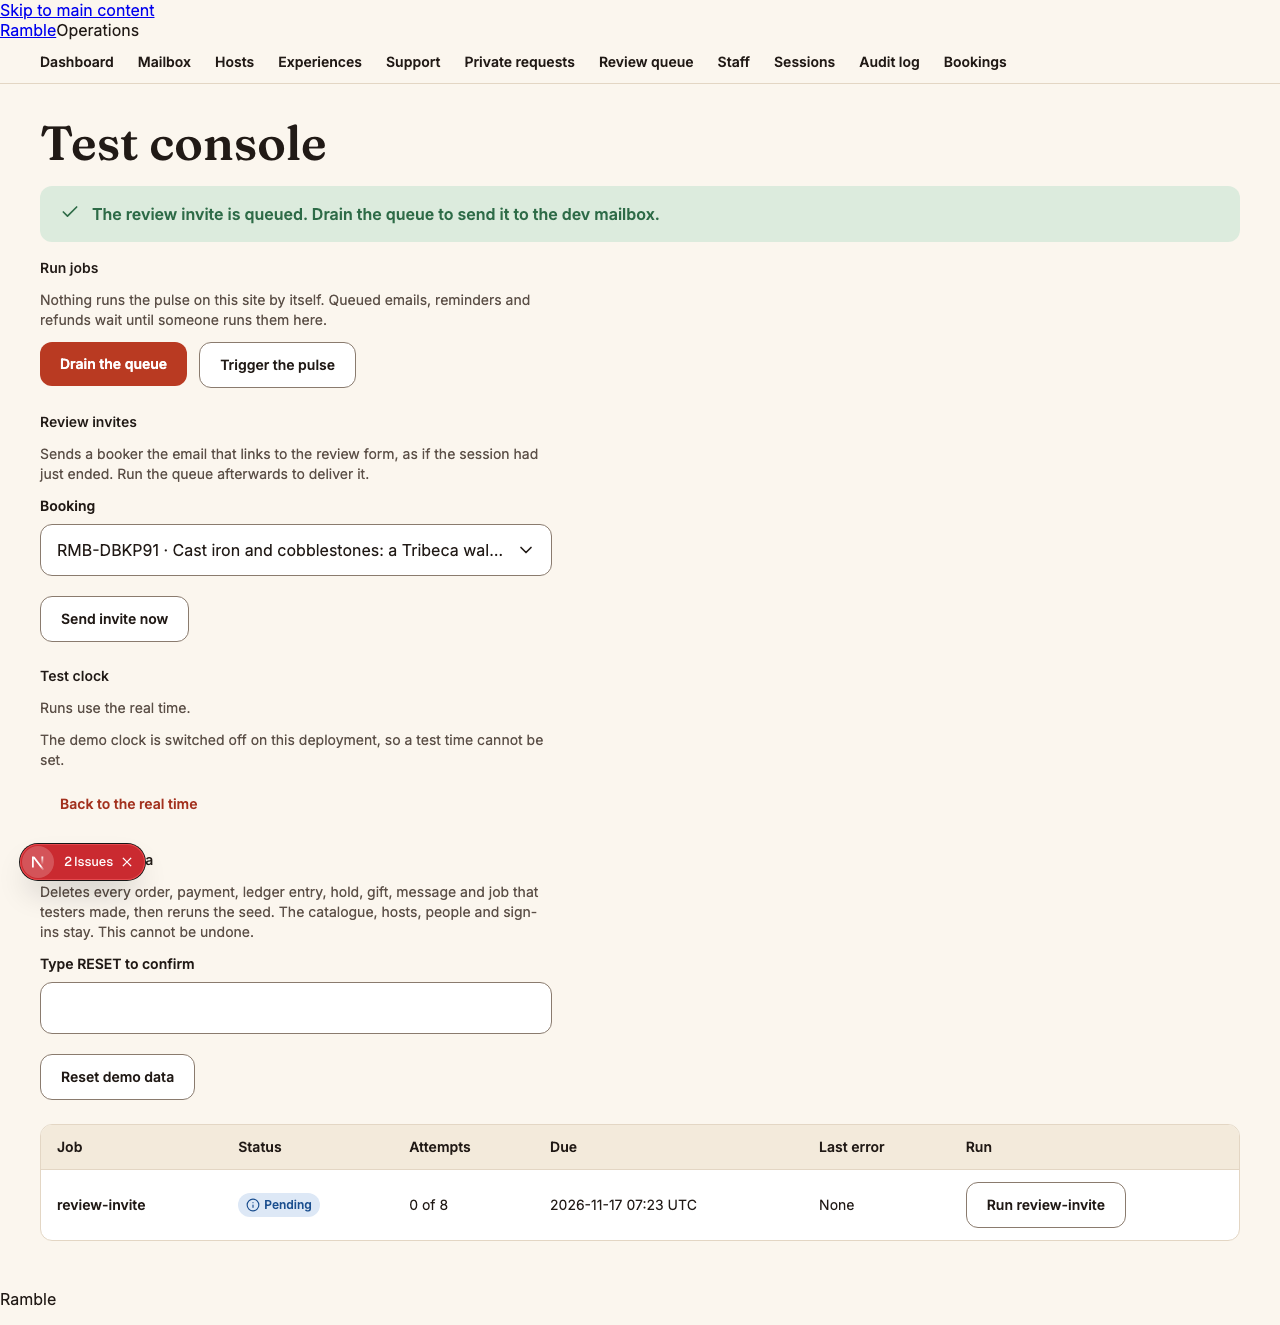 Skip to main content
RambleOperations
Dashboard Mailbox Hosts Experiences Support Private requests Review queue Staff Sessions Audit log Bookings
Test console
The review invite is queued. Drain the queue to send it to the dev mailbox.
Run jobs
Nothing runs the pulse on this site by itself. Queued emails, reminders and
refunds wait until someone runs them here.
Drain the queue Trigger the pulse
Review invites
Sends a booker the email that links to the review form, as if the session had
just ended. Run the queue afterwards to deliver it.
Booking
RMB-DBKP91 · Cast iron and cobblestones: a Tribeca wal...
Send invite now
Test clock
Runs use the real time.
The demo clock is switched off on this deployment, so a test time cannot be
set.
Back to the real time
N 2 Issues
Deletes every order, payment, ledger entry, hold, gift, message and job that
testers made, then reruns the seed. The catalogue, hosts, people and sign-
ins stay. This cannot be undone.
Type RESET to confirm
Reset demo data
Job Status Attempts Due Last error Run
review-invite Pending 0 of 8 2026-11-17 07:23 UTC None Run review-invite
Ramble